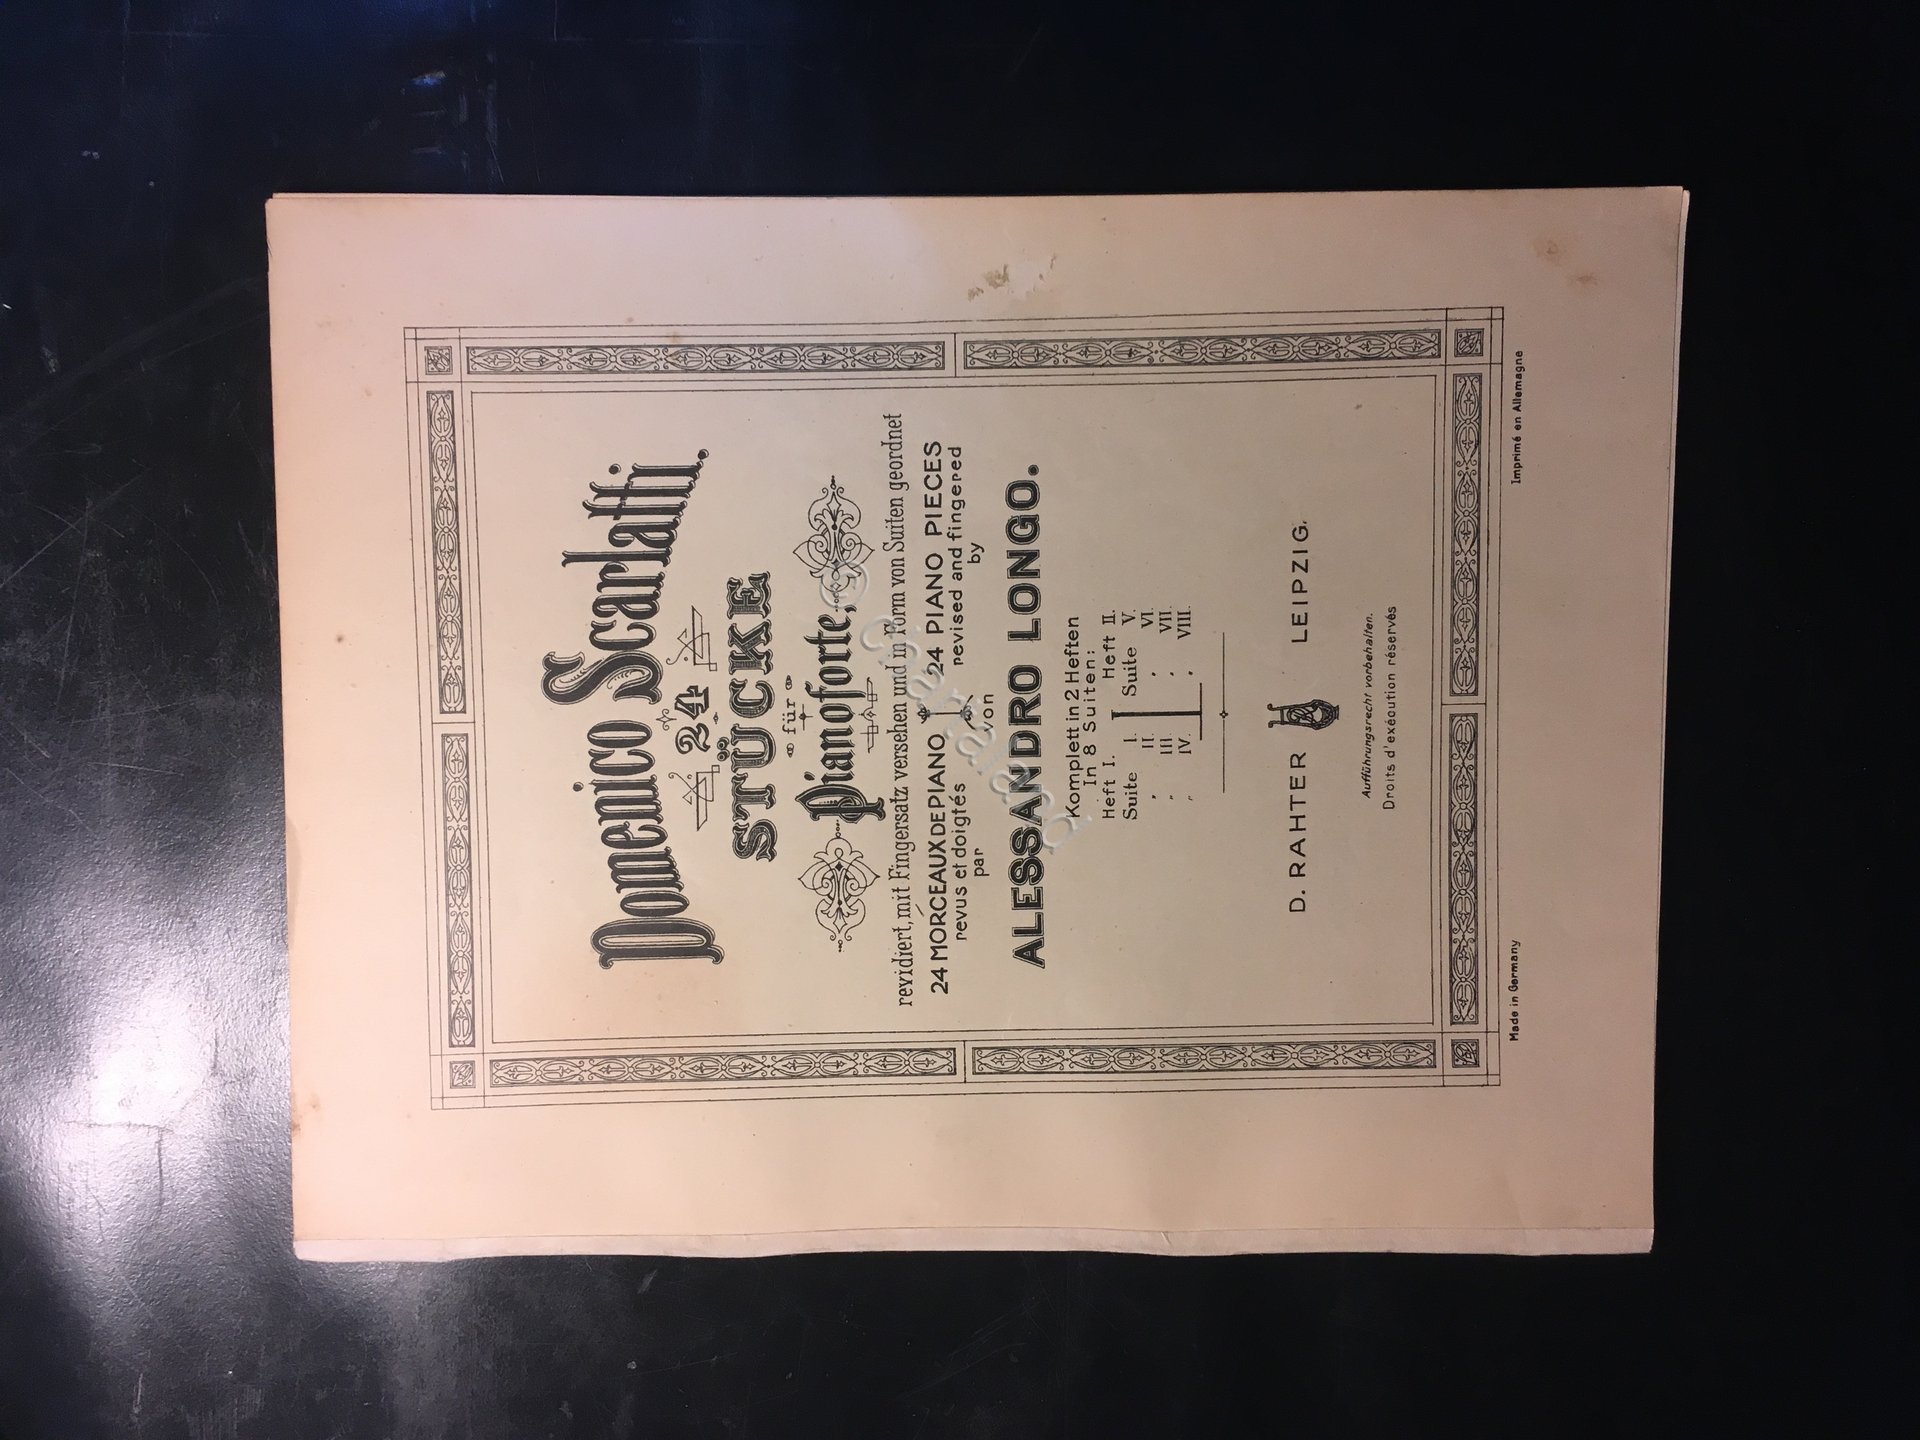 Domenico Scarlatti.
24
STÜCKE
für
Pianoforte,
revidiert, mit Fingersatz versehen und in Form von Suiten geordnet
24 MORCEAUX DE PIANO 24 PIANO PIECES
revus et doigtés revised and fingered
par von by
ALESSANDRO LONGO.
Komplett in 2 Heften
In 8 Suiten:
Heft I. Heft II.
Suite I. Suite V.
" II. " VI.
" III. " VII.
" IV. " VIII.
D. RAHTER LEIPZIG.
Aufführungsrecht vorbehalten.
Droits d'exécution réservés
Made in Germany Imprimé en Allemagne
© chartaland